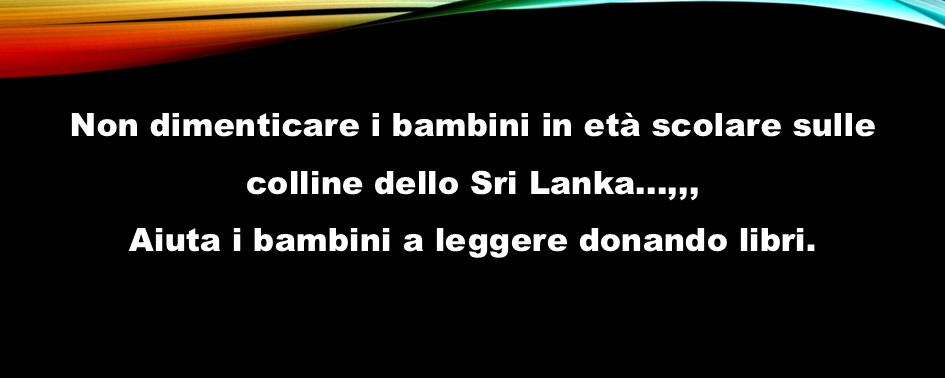 Non dimenticare i bambini in età scolare sulle
colline dello Sri Lanka...,,,
Aiuta i bambini a leggere donando libri.